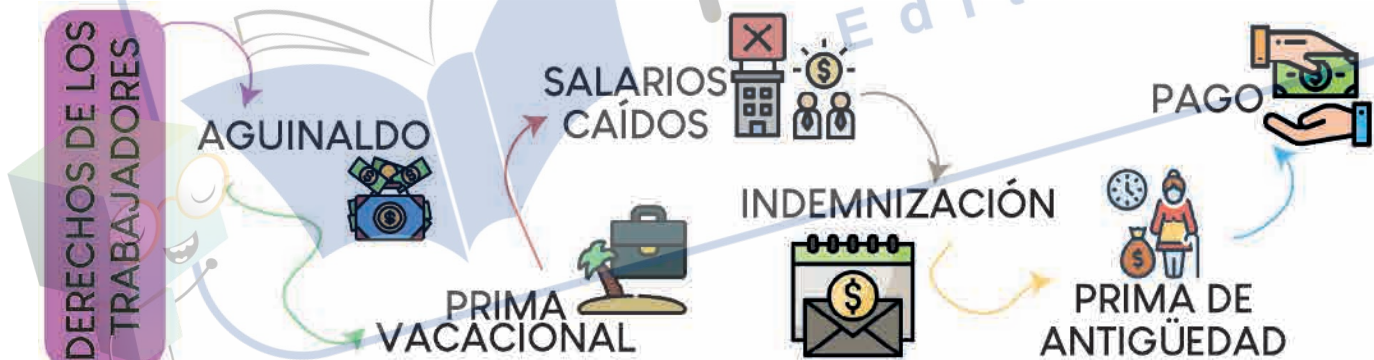 DERECHOS DE LOS
TRABAJADORES
AGUINALDO
PRIMA
VACACIONAL
SALARIOS
CAÍDOS
INDEMNIZACIÓN
PRIMA DE
ANTIGÜEDAD
PAGO